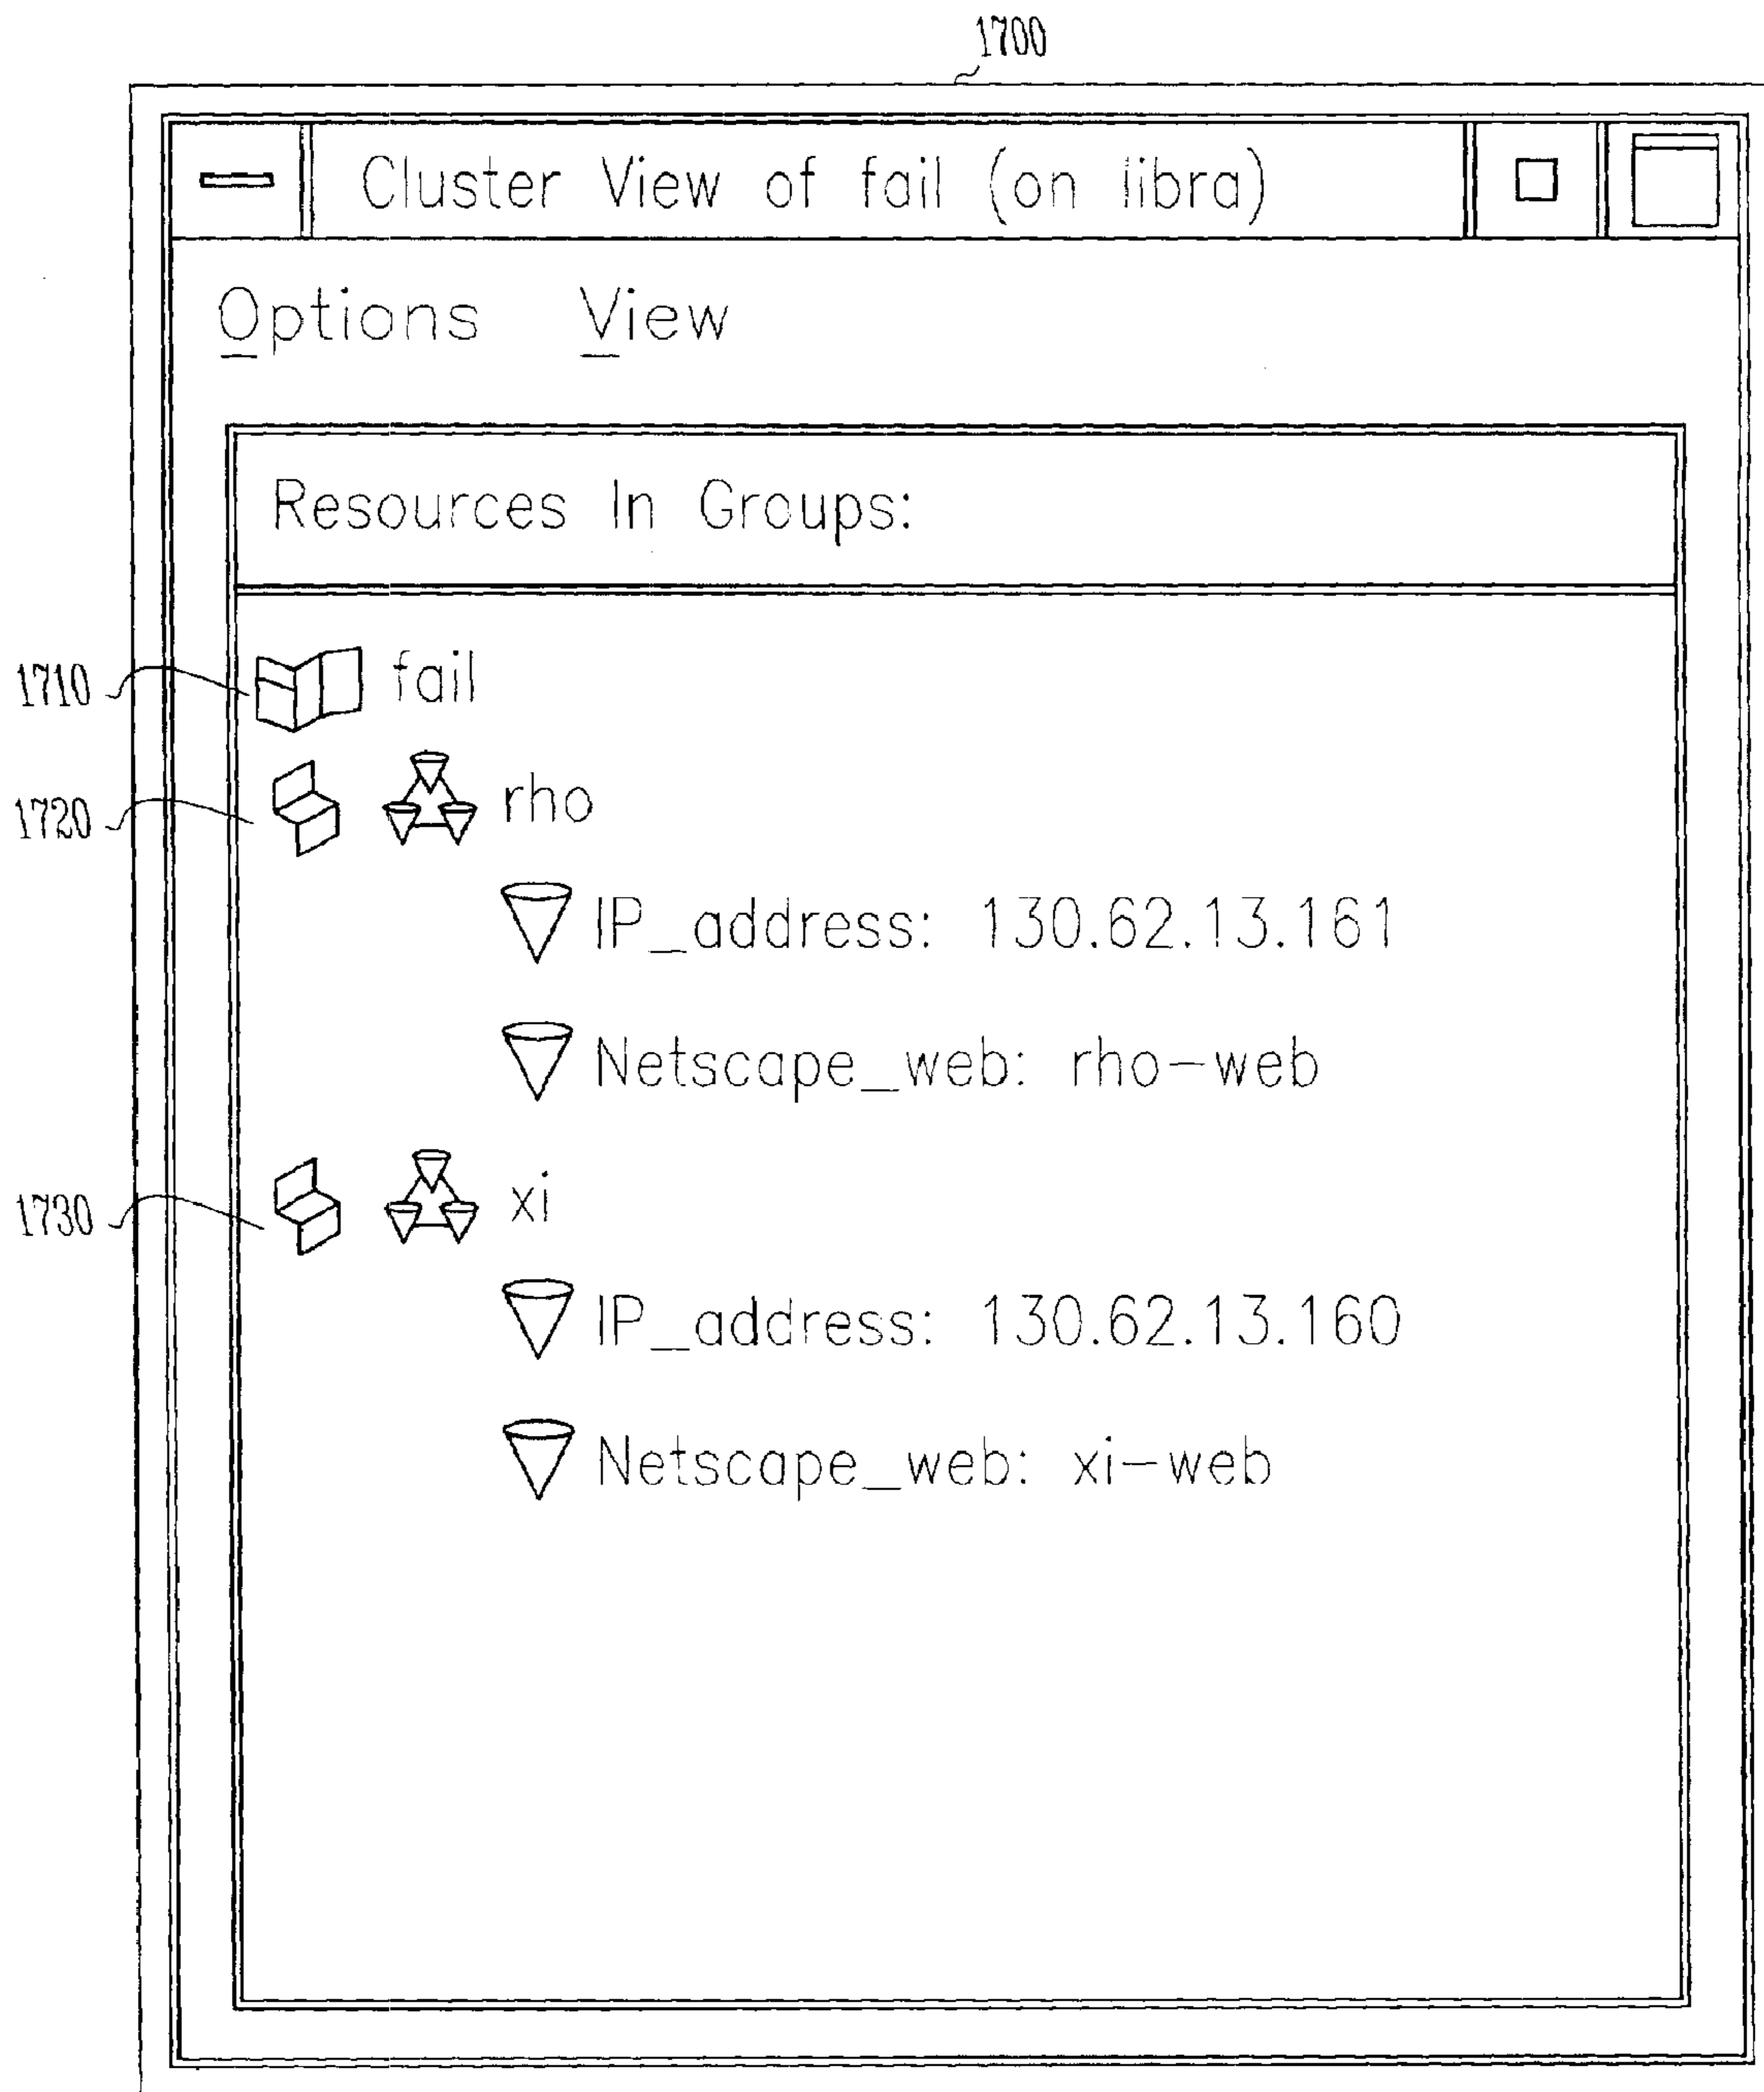 1700
Cluster View of fail (on libra)
Options View
Resources In Groups:
1710 fail
1720 rho
IP_address: 130.62.13.161
Netscape_web: rho-web
1730 xi
IP_address: 130.62.13.160
Netscape_web: xi-web